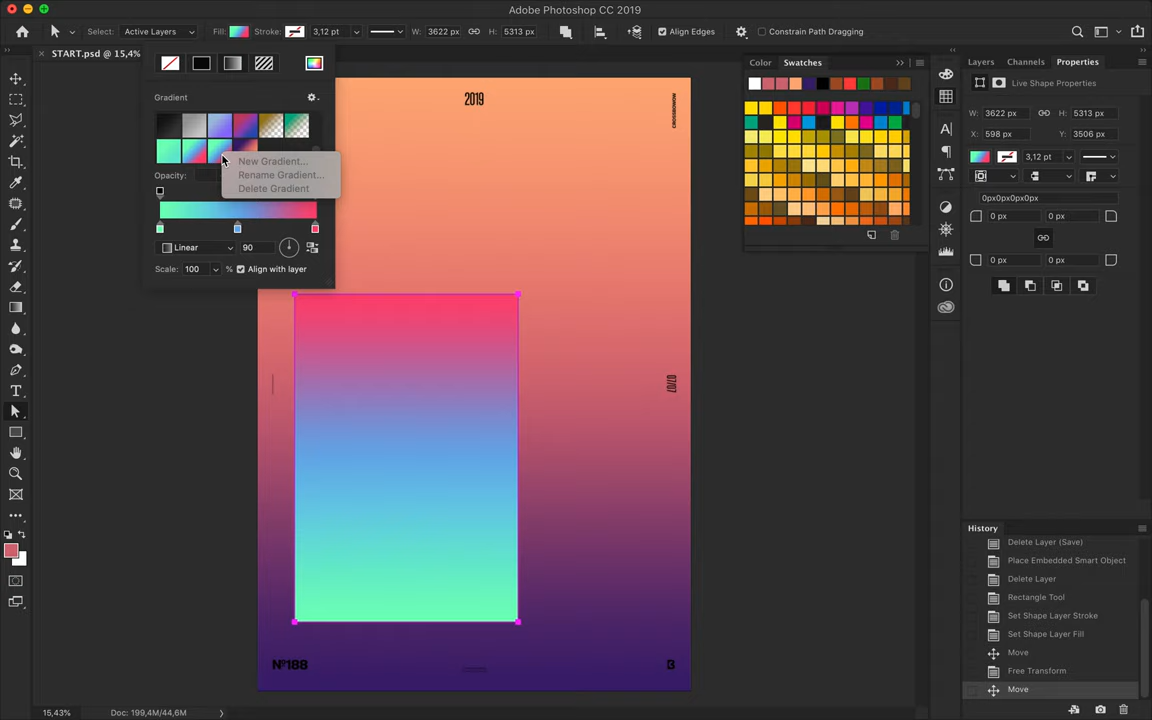 Adobe Photoshop CC 2019
Select: Active Layers Fill: Stroke: 3,12 pt W: 3622 px H: 5313 px Align Edges Constrain Path Dragging
START.psd @ 15,4%
Color Swatches
Layers Channels Properties
Live Shape Properties
Gradient
2019
CROSSBOWOW
W: 3622 px H: 5313 px
X: 598 px Y: 3506 px
3,12 pt
New Gradient...
Rename Gradient...
Delete Gradient
Opacity:
0px0px0px0px
0 px 0 px
0 px 0 px
Linear 90
Scale: 100 % Align with layer
07/07
History
Delete Layer (Save)
Place Embedded Smart Object
Delete Layer
Rectangle Tool
Set Shape Layer Stroke
Set Shape Layer Fill
Move
Free Transform
Move
Nº188
B
15,43% Doc: 199,4M/44,6M